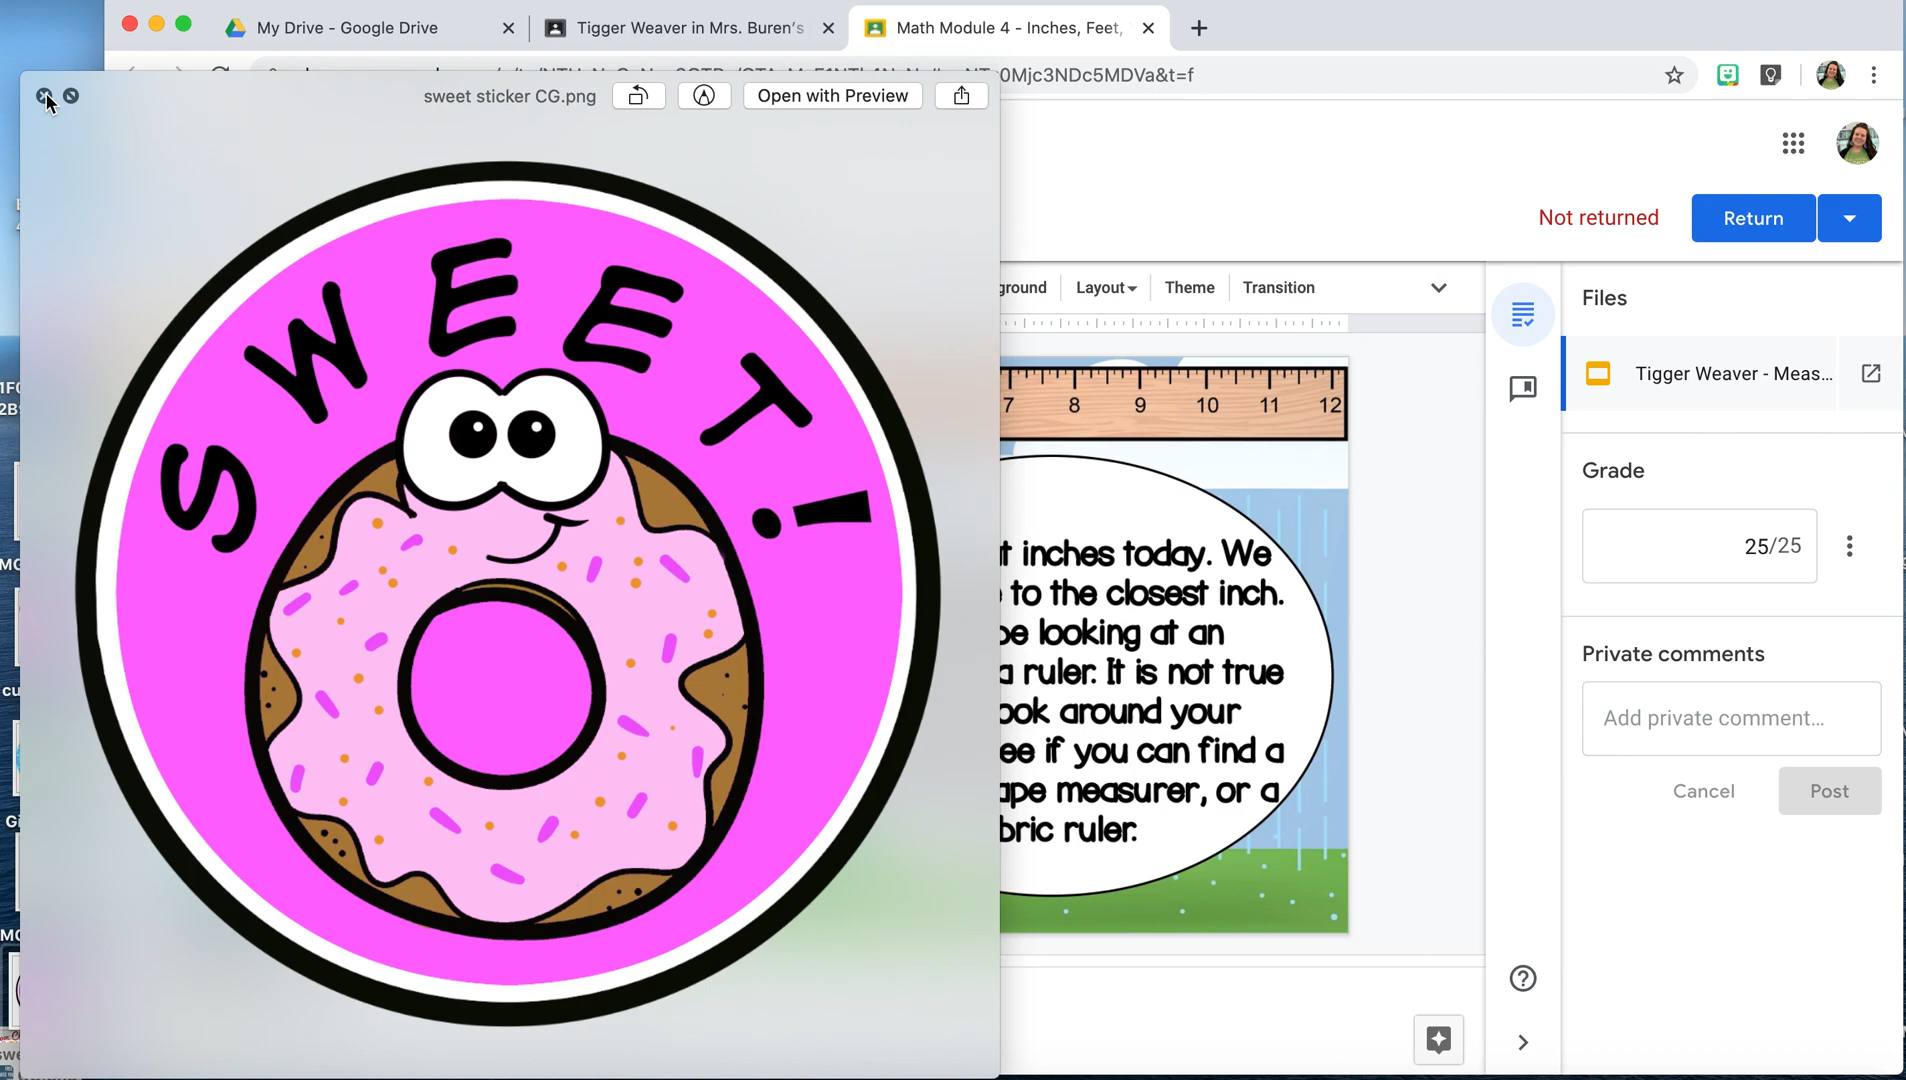 My Drive - Google Drive
Tigger Weaver in Mrs. Buren's
Math Module 4 - Inches, Feet,
0Mjc3NDc5MDVa&t=f
sweet sticker CG.png
Open with Preview
SWEET!
Not returned
Return
ground
Layout
Theme
Transition
Files
Tigger Weaver - Meas...
7 8 9 10 11 12
Grade
25/25
t inches today. We
to the closest inch.
be looking at an
a ruler. It is not true
ook around your
ee if you can find a
ape measurer, or a
bric ruler.
Private comments
Add private comment...
Cancel
Post